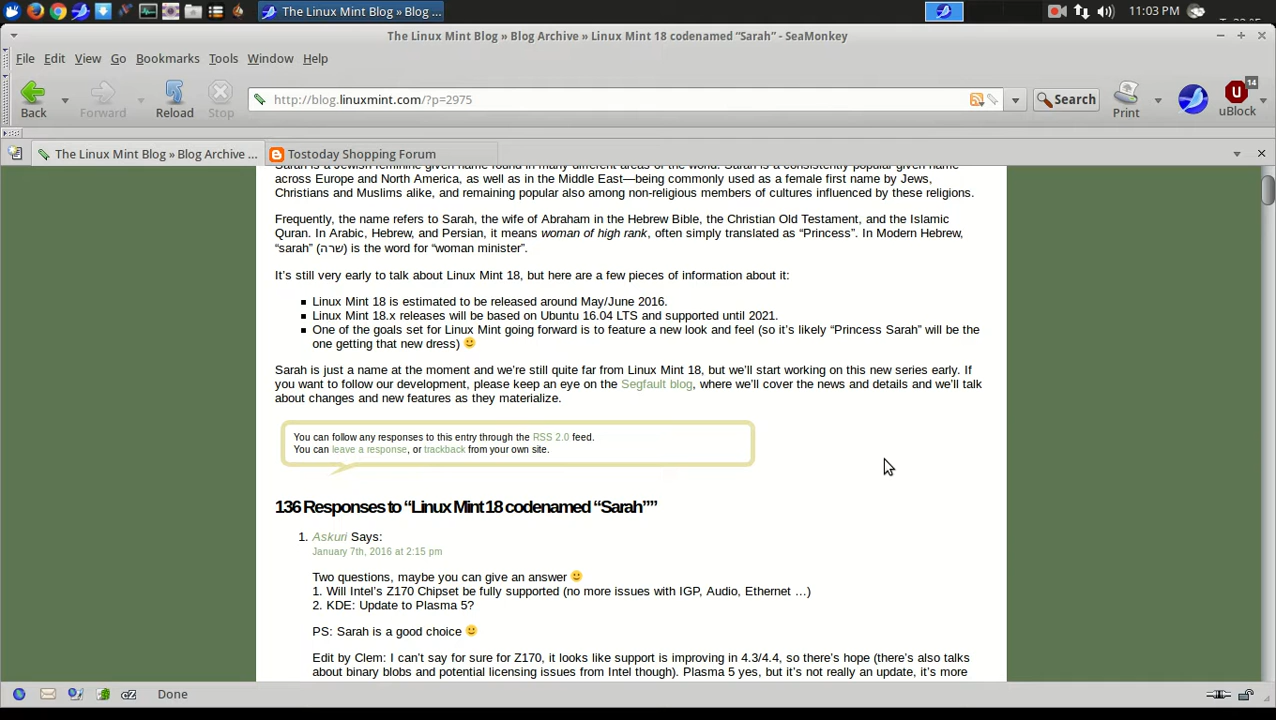 The Linux Mint Blog » Blog ...
11:03 PM
The Linux Mint Blog » Blog Archive » Linux Mint 18 codenamed “Sarah” - SeaMonkey
File Edit View Go Bookmarks Tools Window Help
14
http://blog.linuxmint.com/?p=2975
Search
Back Forward Reload Stop Print uBlock
The Linux Mint Blog » Blog Archive ...
Tostoday Shopping Forum
Sarah is a Jewish feminine given name found in many different areas of the world. Sarah is a consistently popular given name
across Europe and North America, as well as in the Middle East—being commonly used as a female first name by Jews,
Christians and Muslims alike, and remaining popular also among non-religious members of cultures influenced by these religions.
Frequently, the name refers to Sarah, the wife of Abraham in the Hebrew Bible, the Christian Old Testament, and the Islamic
Quran. In Arabic, Hebrew, and Persian, it means woman of high rank, often simply translated as “Princess”. In Modern Hebrew,
“sarah” (שרה) is the word for “woman minister”.
It’s still very early to talk about Linux Mint 18, but here are a few pieces of information about it:
Linux Mint 18 is estimated to be released around May/June 2016.
Linux Mint 18.x releases will be based on Ubuntu 16.04 LTS and supported until 2021.
One of the goals set for Linux Mint going forward is to feature a new look and feel (so it’s likely “Princess Sarah” will be the
one getting that new dress)
Sarah is just a name at the moment and we’re still quite far from Linux Mint 18, but we’ll start working on this new series early. If
you want to follow our development, please keep an eye on the Segfault blog, where we’ll cover the news and details and we’ll talk
about changes and new features as they materialize.
You can follow any responses to this entry through the RSS 2.0 feed.
You can leave a response, or trackback from your own site.
136 Responses to “Linux Mint 18 codenamed “Sarah””
1. Askuri Says:
January 7th, 2016 at 2:15 pm
Two questions, maybe you can give an answer
1. Will Intel’s Z170 Chipset be fully supported (no more issues with IGP, Audio, Ethernet …)
2. KDE: Update to Plasma 5?
PS: Sarah is a good choice
Edit by Clem: I can’t say for sure for Z170, it looks like support is improving in 4.3/4.4, so there’s hope (there’s also talks
about binary blobs and potential licensing issues from Intel though). Plasma 5 yes, but it’s not really an update, it’s more
Done